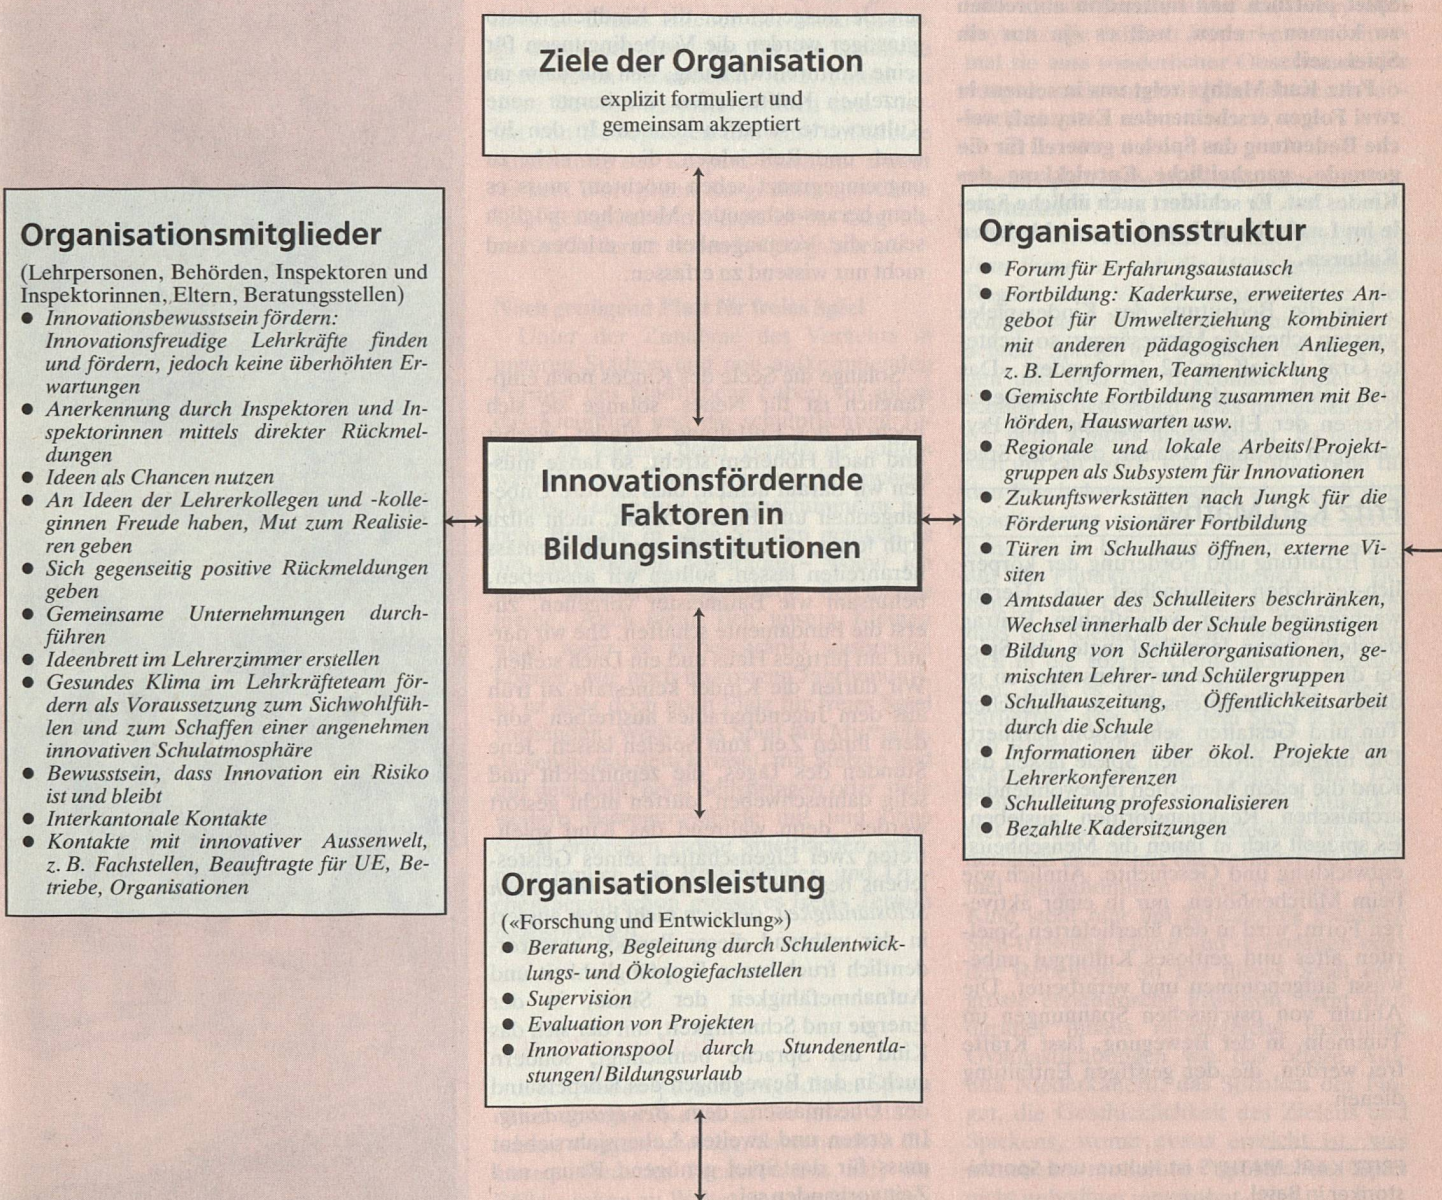 Ziele der Organisation
explizit formuliert und
gemeinsam akzeptiert
Organisationsmitglieder
(Lehrpersonen, Behörden, Inspektoren und
Inspektorinnen, Eltern, Beratungsstellen)
● Innovationsbewusstsein fördern:
Innovationsfreudige Lehrkräfte finden
und fördern, jedoch keine überhöhten Er-
wartungen
● Anerkennung durch Inspektoren und In-
spektorinnen mittels direkter Rückmel-
dungen
● Ideen als Chancen nutzen
● An Ideen der Lehrerkollegen und -kolle-
ginnen Freude haben, Mut zum Realisie-
ren geben
● Sich gegenseitig positive Rückmeldungen
geben
● Gemeinsame Unternehmungen durch-
führen
● Ideenbrett im Lehrerzimmer erstellen
● Gesundes Klima im Lehrkräfteteam för-
dern als Voraussetzung zum Sichwohlfüh-
len und zum Schaffen einer angenehmen
innovativen Schulatmosphäre
● Bewusstsein, dass Innovation ein Risiko
ist und bleibt
● Interkantonale Kontakte
● Kontakte mit innovativer Aussenwelt,
z. B. Fachstellen, Beauftragte für UE, Be-
triebe, Organisationen
Innovationsfördernde
Faktoren in
Bildungsinstitutionen
Organisationsstruktur
● Forum für Erfahrungsaustausch
● Fortbildung: Kaderkurse, erweitertes An-
gebot für Umwelterziehung kombiniert
mit anderen pädagogischen Anliegen,
z. B. Lernformen, Teamentwicklung
● Gemischte Fortbildung zusammen mit Be-
hörden, Hauswarten usw.
● Regionale und lokale Arbeits/Projekt-
gruppen als Subsystem für Innovationen
● Zukunftswerkstätten nach Jungk für die
Förderung visionärer Fortbildung
● Türen im Schulhaus öffnen, externe Vi-
siten
● Amtsdauer des Schulleiters beschränken,
Wechsel innerhalb der Schule begünstigen
● Bildung von Schülerorganisationen, ge-
mischten Lehrer- und Schülergruppen
● Schulhauszeitung, Öffentlichkeitsarbeit
durch die Schule
● Informationen über ökol. Projekte an
Lehrerkonferenzen
● Schulleitung professionalisieren
● Bezahlte Kadersitzungen
Organisationsleistung
(«Forschung und Entwicklung»)
● Beratung, Begleitung durch Schulentwick-
lungs- und Ökologiefachstellen
● Supervision
● Evaluation von Projekten
● Innovationspool durch Stundenentla-
stungen/Bildungsurlaub